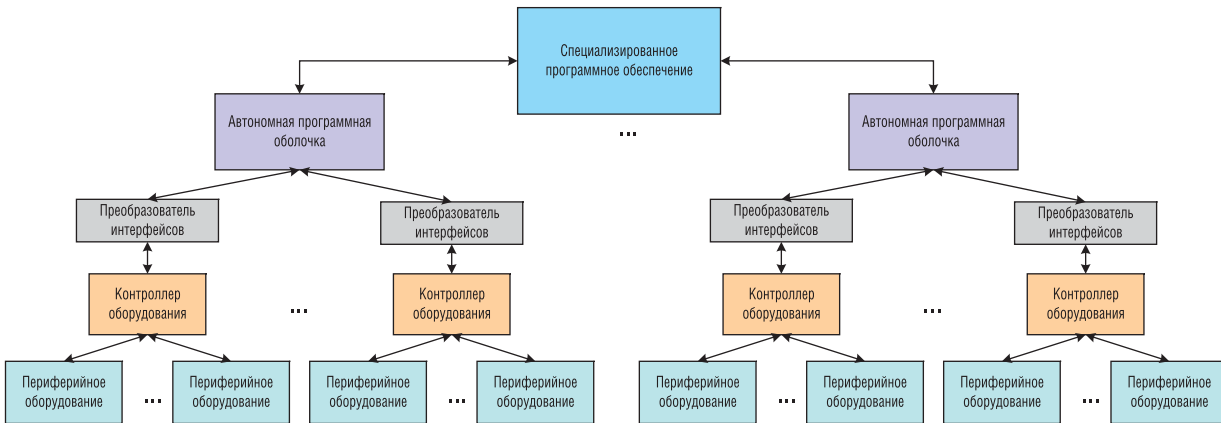 Специализированное
программное обеспечение
Автономная программная
оболочка
...
Автономная программная
оболочка
Преобразователь
интерфейсов
Преобразователь
интерфейсов
Преобразователь
интерфейсов
Преобразователь
интерфейсов
Контроллер
оборудования
...
Контроллер
оборудования
Контроллер
оборудования
...
Контроллер
оборудования
Периферийное
оборудование
...
Периферийное
оборудование
Периферийное
оборудование
...
Периферийное
оборудование
Периферийное
оборудование
...
Периферийное
оборудование
Периферийное
оборудование
...
Периферийное
оборудование